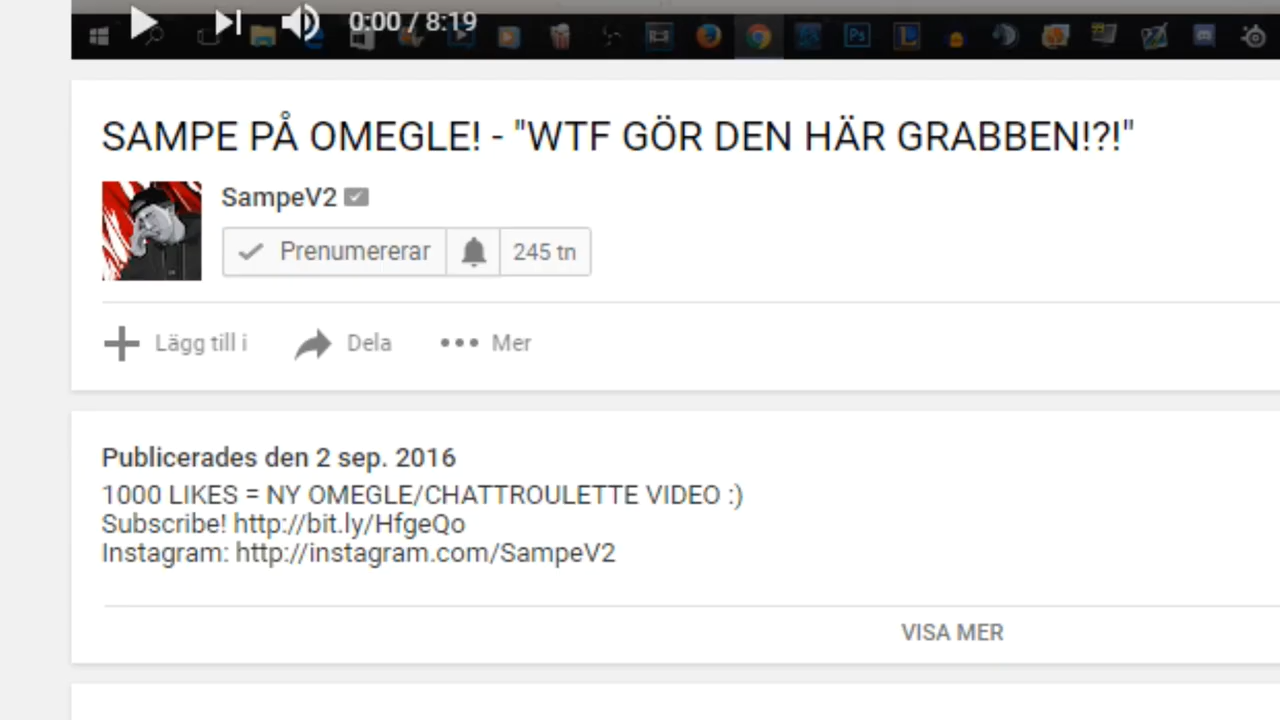 0:00 / 8:19
Ps
SAMPE PÅ OMEGLE! - "WTF GÖR DEN HÄR GRABBEN!?!"
SampeV2
Prenumererar
245 tn
Lägg till i
Dela
Mer
Publicerades den 2 sep. 2016
1000 LIKES = NY OMEGLE/CHATTROULETTE VIDEO :)
Subscribe! http://bit.ly/HfgeQo
Instagram: http://instagram.com/SampeV2
VISA MER